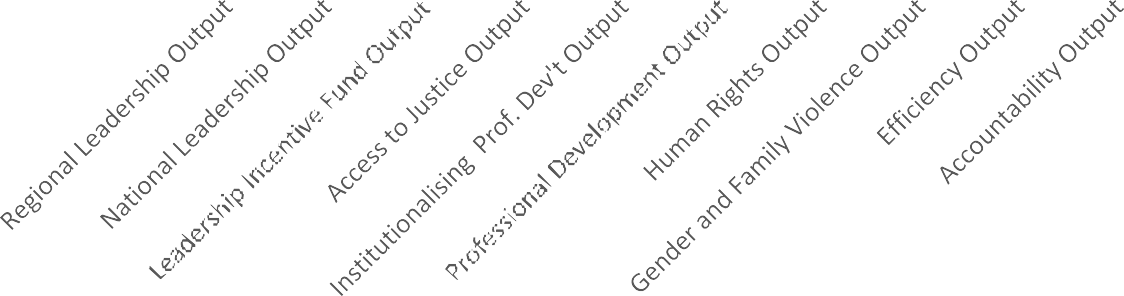 Regional Leadership Output
National Leadership Output
Leadership Incentive Fund Output
Access to Justice Output
Institutionalising  Prof. Dev't Output
Professional Development Output
Human Rights Output
Gender and Family Violence Output
Efficiency Output
Accountability Output